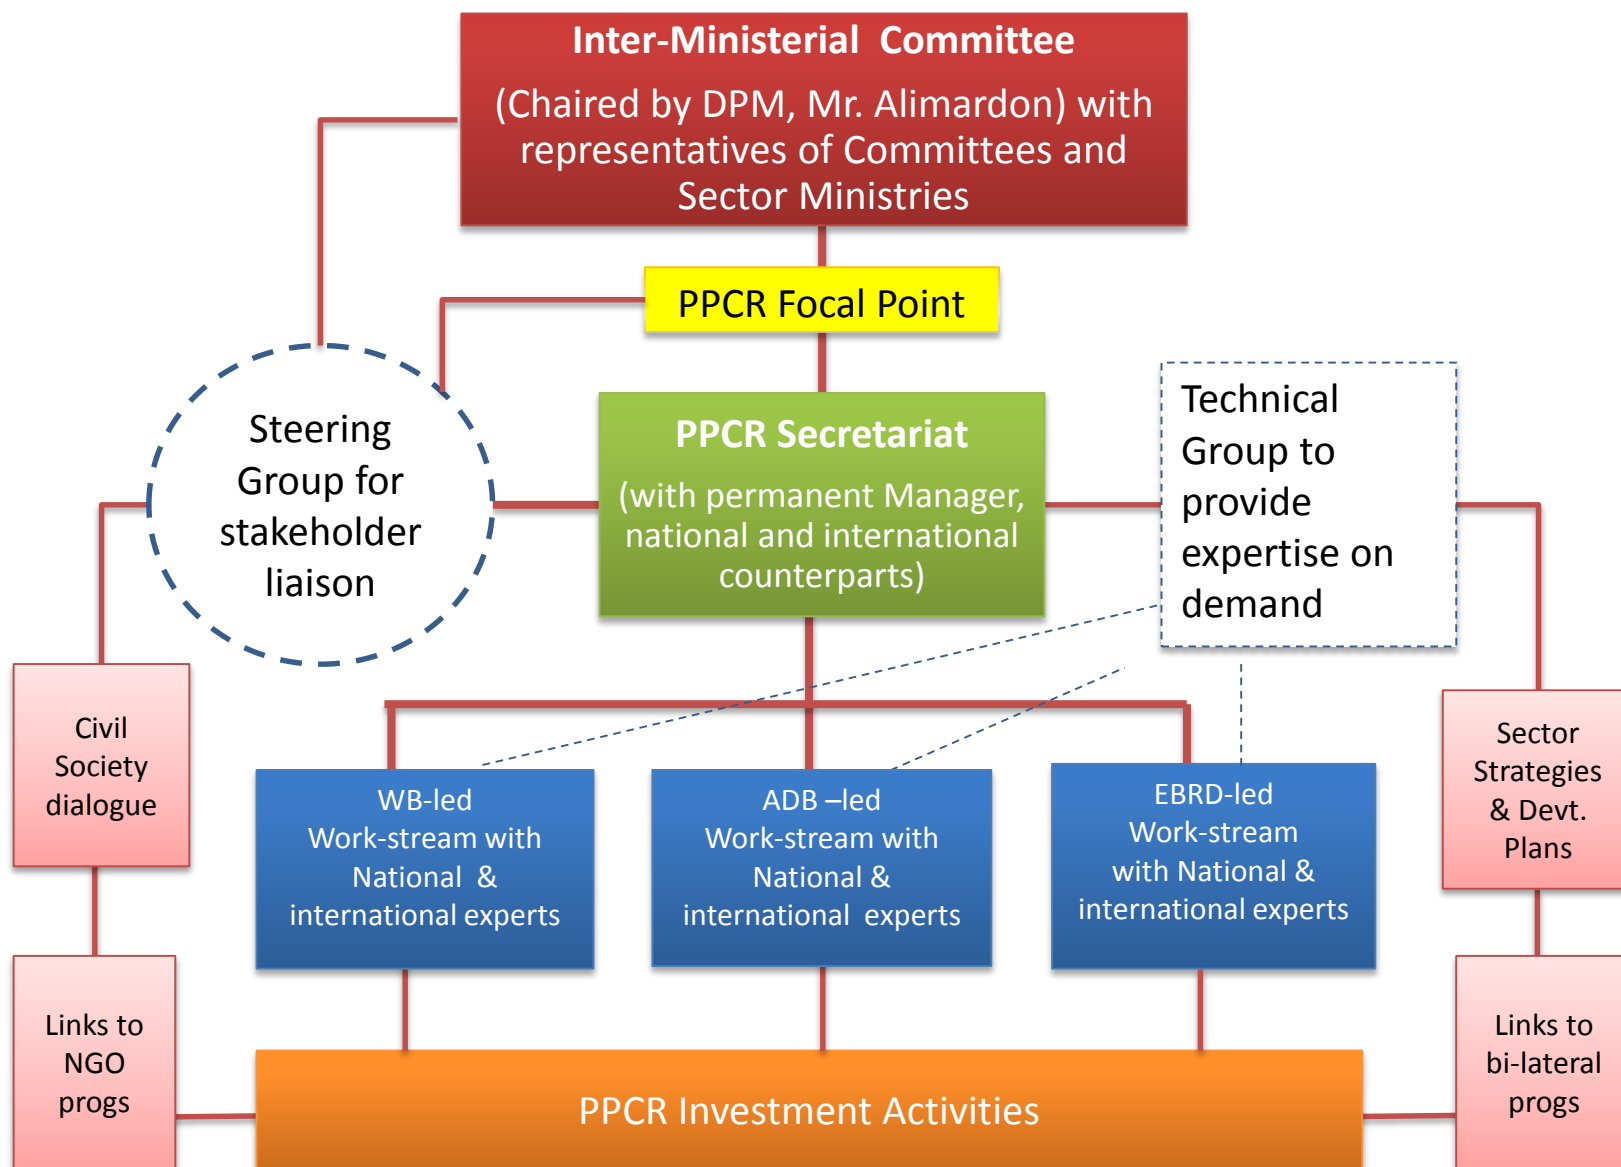 Inter-Ministerial Committee
(Chaired by DPM, Mr. Alimardon) with
representatives of Committees and
Sector Ministries
PPCR Focal Point
Steering
Group for
stakeholder
liaison
PPCR Secretariat
(with permanent Manager,
national and international
counterparts)
Technical
Group to
provide
expertise on
demand
Civil
Society
dialogue
WB-led
Work-stream with
National &
international experts
ADB –led
Work-stream with
National &
international experts
EBRD-led
Work-stream
with National &
international experts
Sector
Strategies
& Devt.
Plans
Links to
NGO
progs
PPCR Investment Activities
Links to
bi-lateral
progs